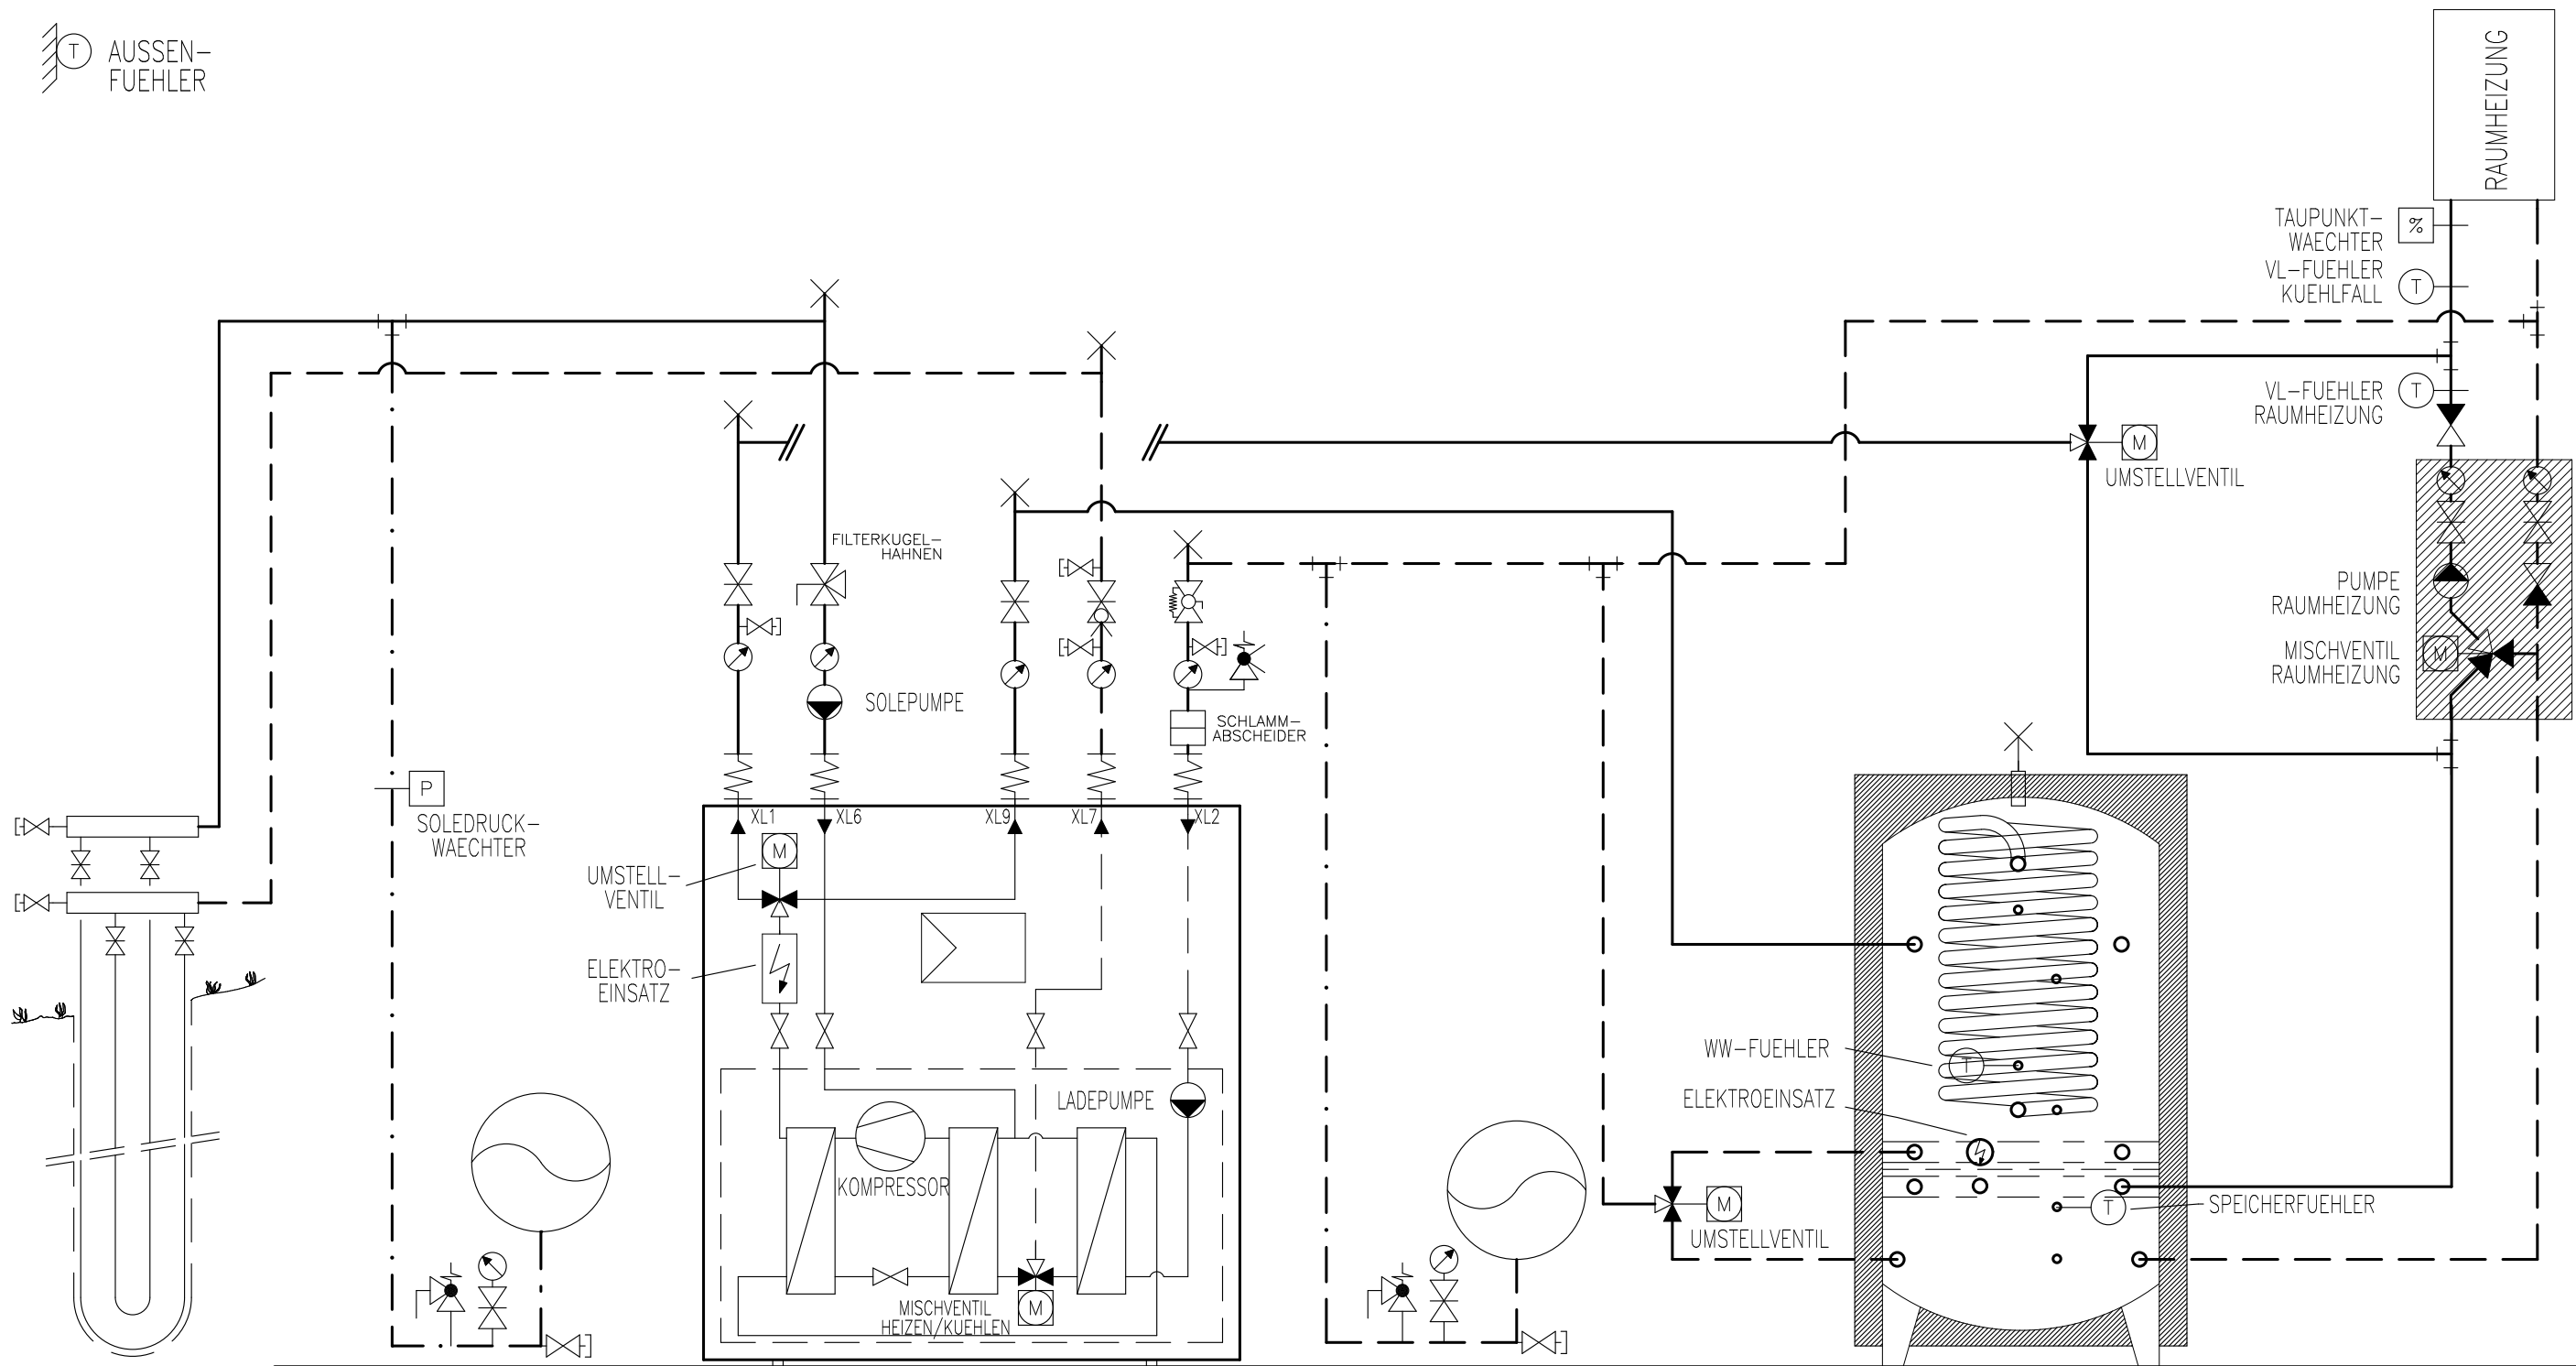 T
AUSSEN-
FUEHLER
RAUMHEIZUNG
TAUPUNKT-
WAECHTER
%
VL-FUEHLER
KUEHLFALL
T
VL-FUEHLER
RAUMHEIZUNG
T
M
UMSTELLVENTIL
FILTERKUGEL-
HAHNEN
PUMPE
RAUMHEIZUNG
MISCHVENTIL
RAUMHEIZUNG
M
SOLEPUMPE
SCHLAMM-
ABSCHEIDER
P
SOLEDRUCK-
WAECHTER
XL1
XL6
XL9
XL7
XL2
M
UMSTELL-
VENTIL
ELEKTRO-
EINSATZ
LADEPUMPE
KOMPRESSOR
MISCHVENTIL
HEIZEN/KUEHLEN
M
WW-FUEHLER
T
ELEKTROEINSATZ
M
UMSTELLVENTIL
T
SPEICHERFUEHLER